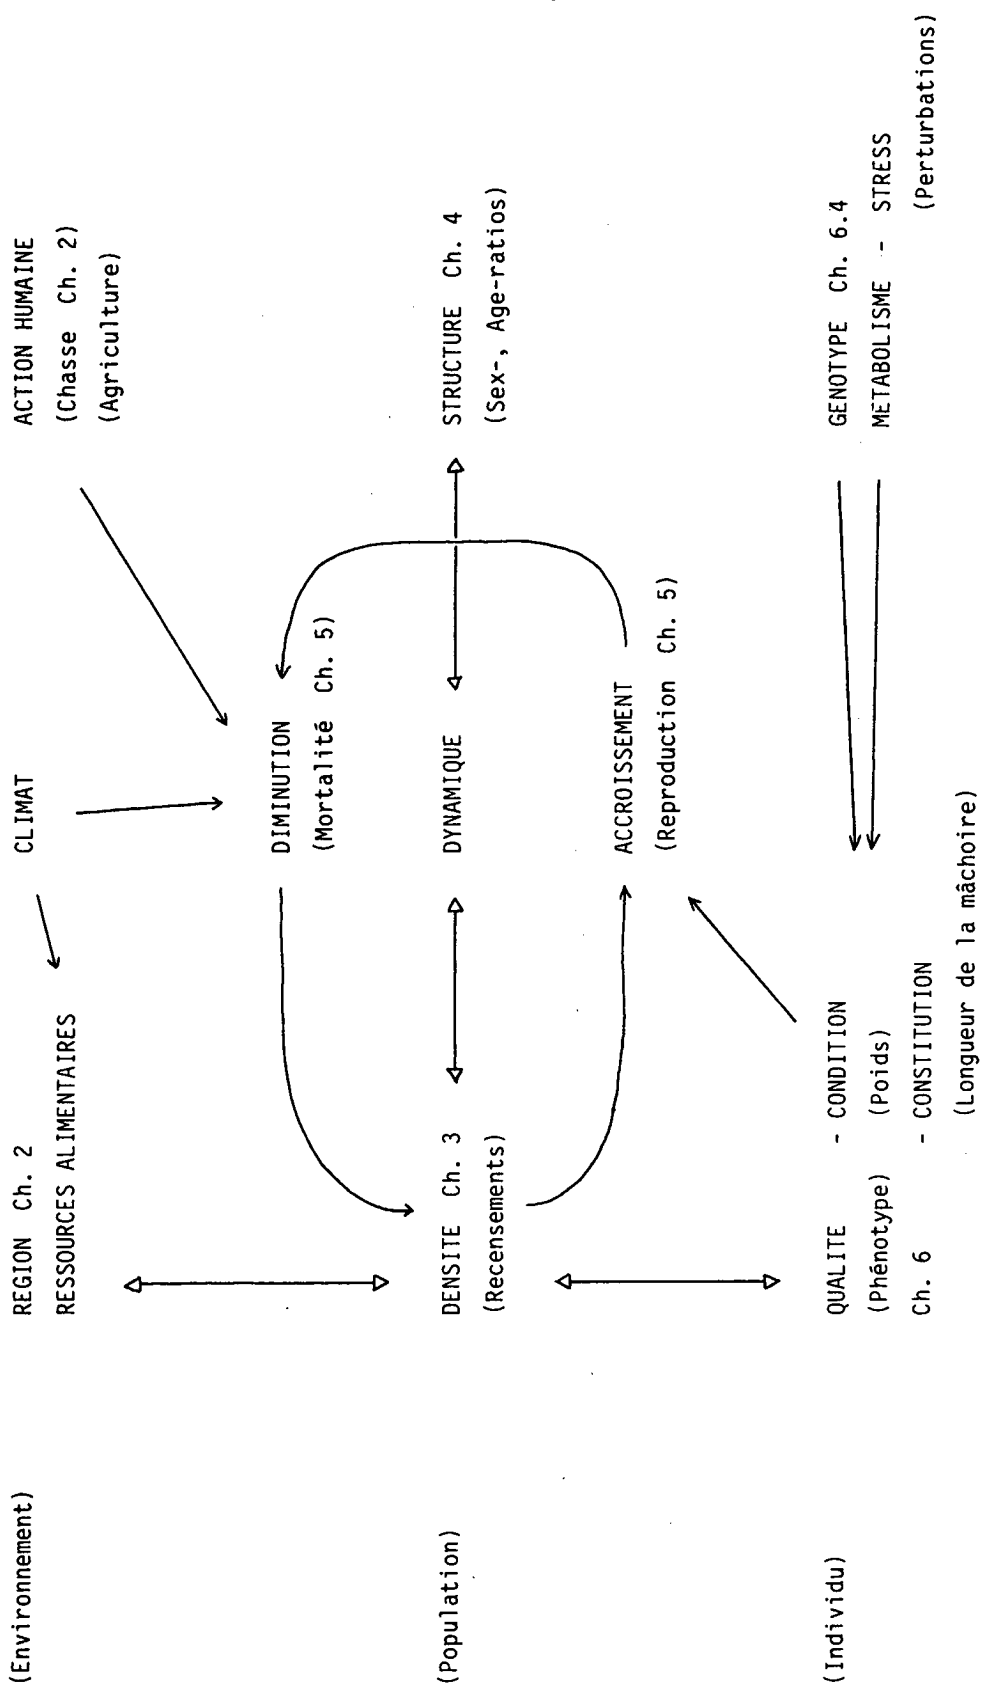 (Environnement)
REGION Ch. 2
RESSOURCES ALIMENTAIRES
CLIMAT
ACTION HUMAINE
(Chasse Ch. 2)
(Agriculture)
DIMINUTION
(Mortalité Ch. 5)
(Population)
DENSITE Ch. 3
(Recensements)
DYNAMIQUE
STRUCTURE Ch. 4
(Sex-, Age-ratios)
ACCROISSEMENT
(Reproduction Ch. 5)
(Individu)
QUALITE - CONDITION
(Phénotype) (Poids)
Ch. 6 - CONSTITUTION
(Longueur de la mâchoire)
GENOTYPE Ch. 6.4
METABOLISME - STRESS
(Perturbations)